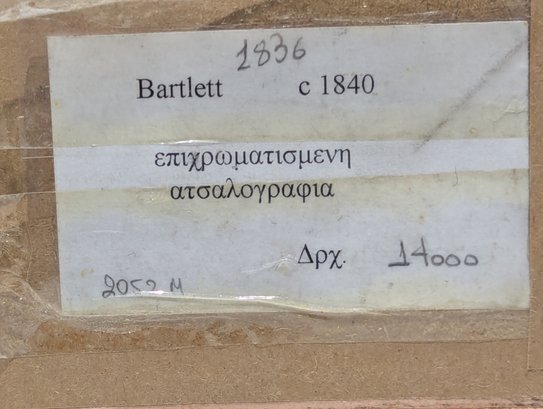 1836
Bartlett c 1840
επιχρωματισμενη
ατσαλογραφια
Δρχ. 14000
2052 M